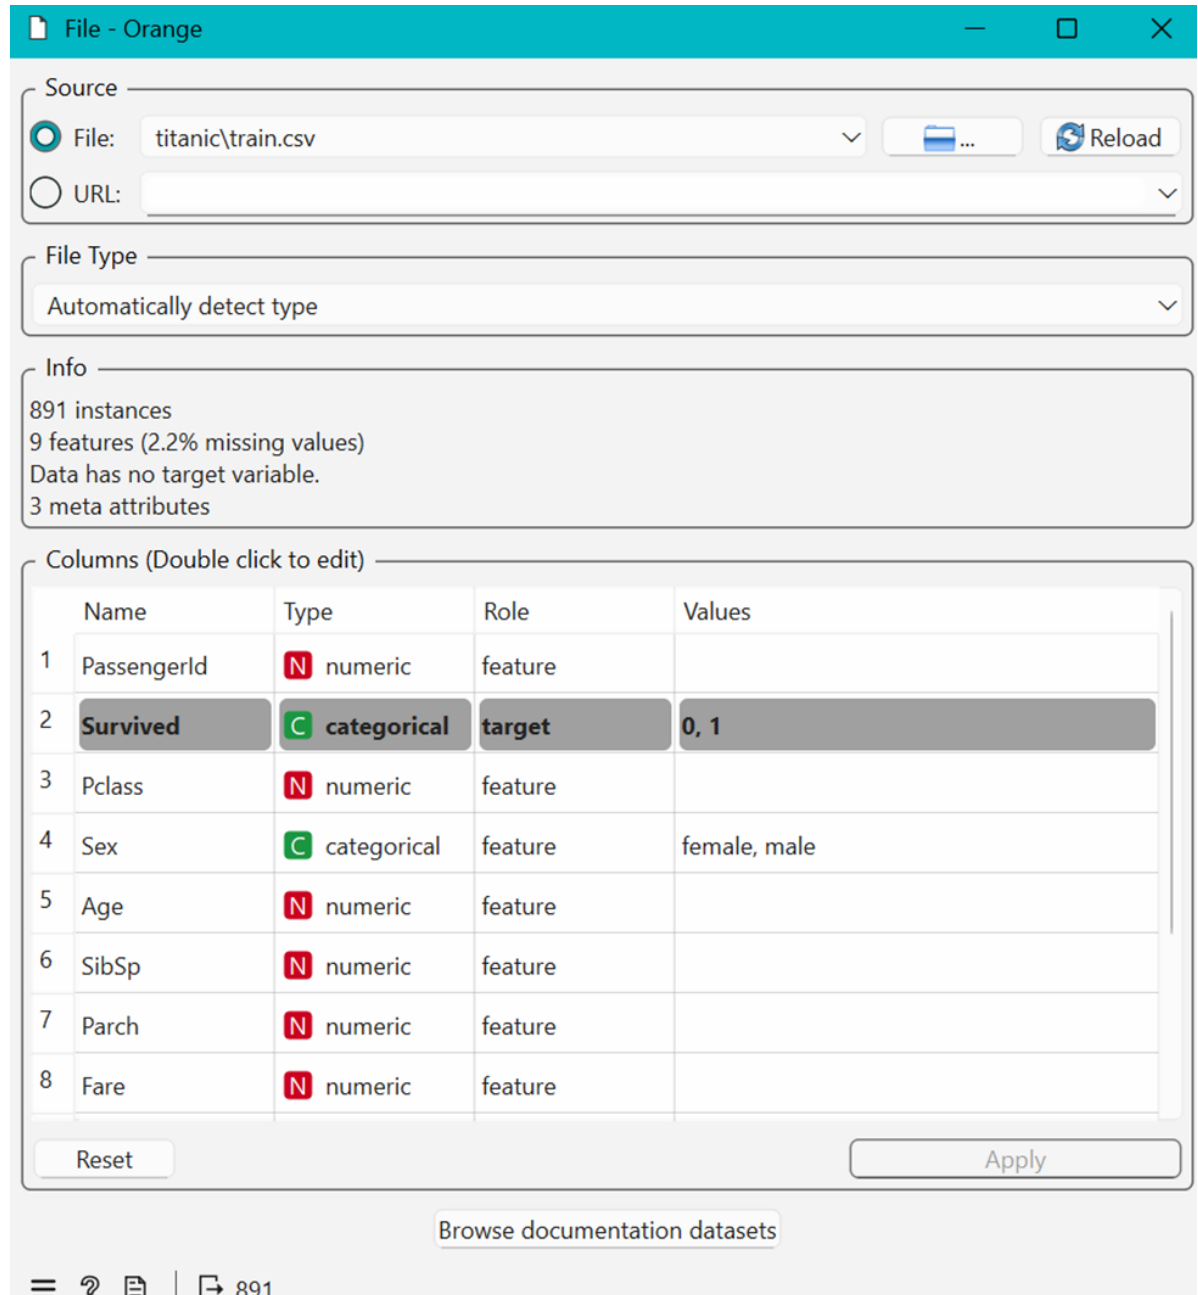 File - Orange
Source
File: titanic\train.csv ... Reload
URL:
File Type
Automatically detect type
Info
891 instances
9 features (2.2% missing values)
Data has no target variable.
3 meta attributes
Columns (Double click to edit)
Name Type Role Values
1 PassengerId N numeric feature
2 Survived C categorical target 0, 1
3 Pclass N numeric feature
4 Sex C categorical feature female, male
5 Age N numeric feature
6 SibSp N numeric feature
7 Parch N numeric feature
8 Fare N numeric feature
Reset Apply
Browse documentation datasets
? 891